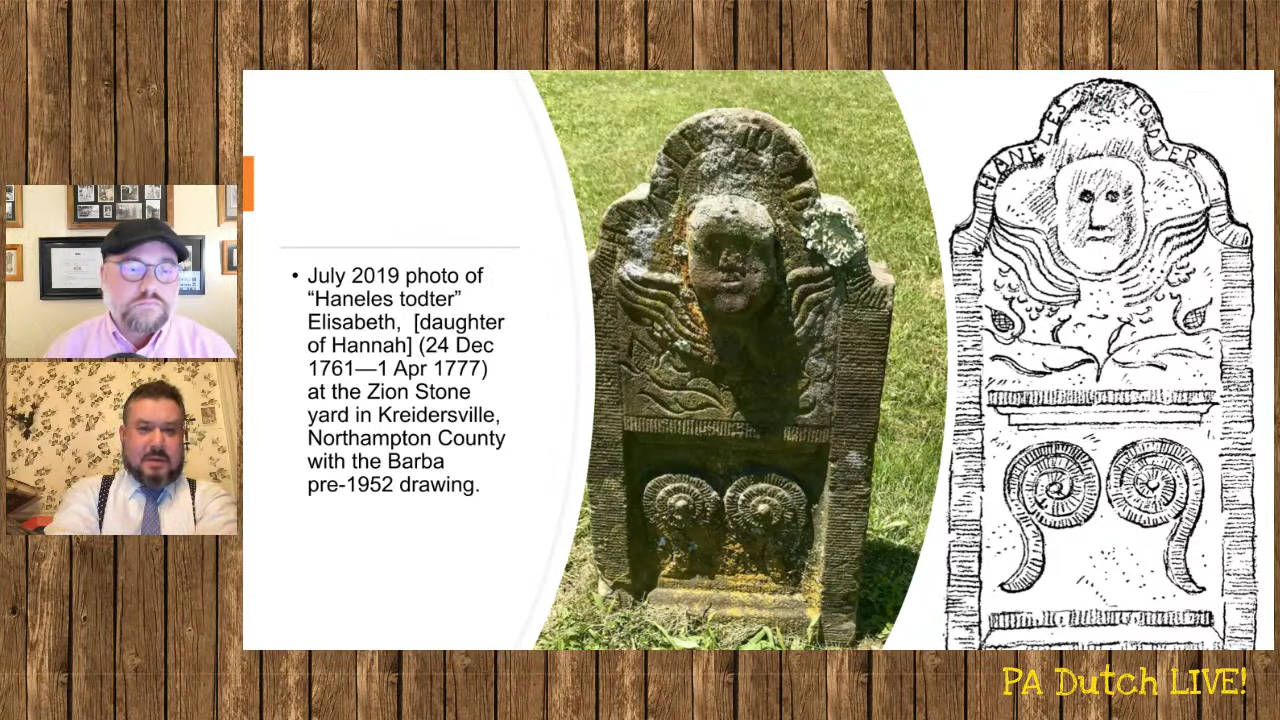 • July 2019 photo of
“Haneles todter”
Elisabeth, [daughter
of Hannah] (24 Dec
1761—1 Apr 1777)
at the Zion Stone
yard in Kreidersville,
Northampton County
with the Barba
pre-1952 drawing.
HANELES TODTER
PA Dutch LIVE!